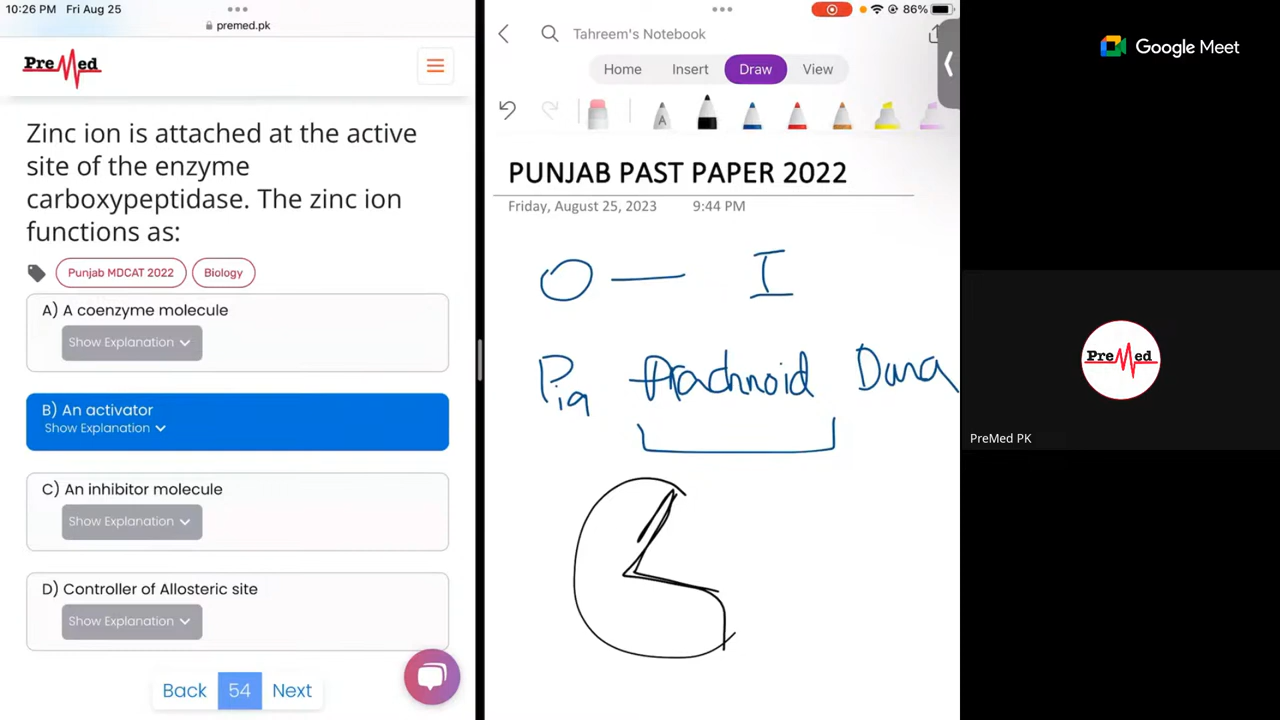 10:26 PM Fri Aug 25
premed.pk
PreMed
Zinc ion is attached at the active
site of the enzyme
carboxypeptidase. The zinc ion
functions as:
Punjab MDCAT 2022
Biology
A) A coenzyme molecule
Show Explanation
B) An activator
Show Explanation
C) An inhibitor molecule
Show Explanation
D) Controller of Allosteric site
Show Explanation
Back 54 Next
86%
Tahreem's Notebook
Home Insert Draw View
A
PUNJAB PAST PAPER 2022
Friday, August 25, 2023 9:44 PM
O — I
Pia Arachnoid Dura
Google Meet
PreMed
PreMed PK